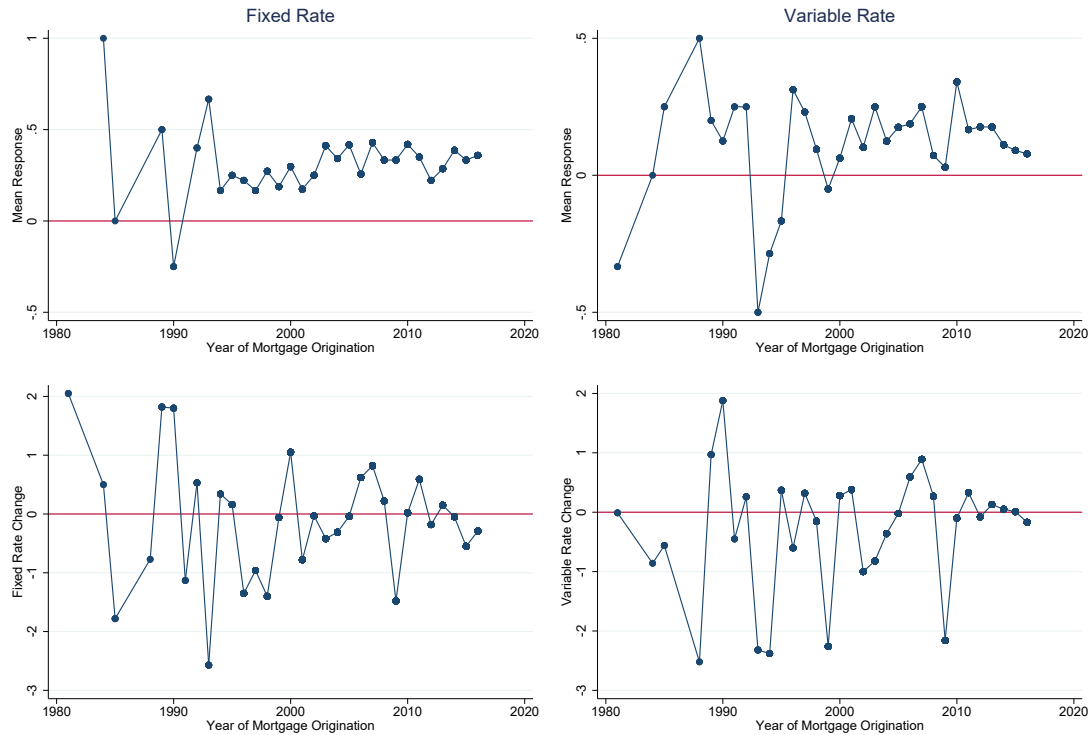 Fixed Rate
Mean Response
1
.5
0
-.5
1980 1990 2000 2010 2020
Year of Mortgage Origination
Variable Rate
Mean Response
.5
0
-.5
1980 1990 2000 2010 2020
Year of Mortgage Origination
Fixed Rate Change
2
1
0
-1
-2
-3
1980 1990 2000 2010 2020
Year of Mortgage Origination
Variable Rate Change
2
1
0
-1
-2
-3
1980 1990 2000 2010 2020
Year of Mortgage Origination